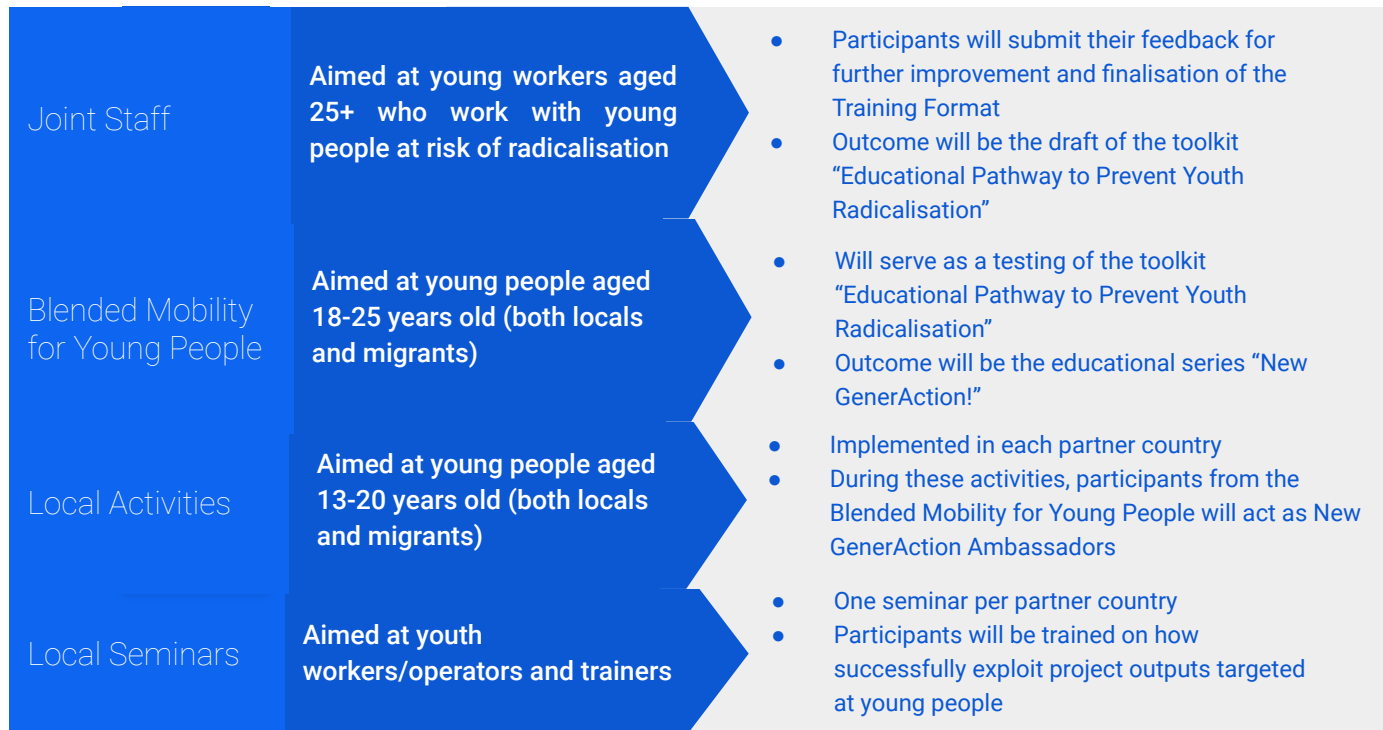 Joint Staff
Aimed at young workers aged
25+ who work with young
people at risk of radicalisation
● Participants will submit their feedback for
further improvement and finalisation of the
Training Format
● Outcome will be the draft of the toolkit
“Educational Pathway to Prevent Youth
Radicalisation”
Blended Mobility
for Young People
Aimed at young people aged
18-25 years old (both locals
and migrants)
● Will serve as a testing of the toolkit
“Educational Pathway to Prevent Youth
Radicalisation”
● Outcome will be the educational series “New
GenerAction!”
Local Activities
Aimed at young people aged
13-20 years old (both locals
and migrants)
● Implemented in each partner country
● During these activities, participants from the
Blended Mobility for Young People will act as New
GenerAction Ambassadors
Local Seminars
Aimed at youth
workers/operators and trainers
● One seminar per partner country
● Participants will be trained on how
successfully exploit project outputs targeted
at young people